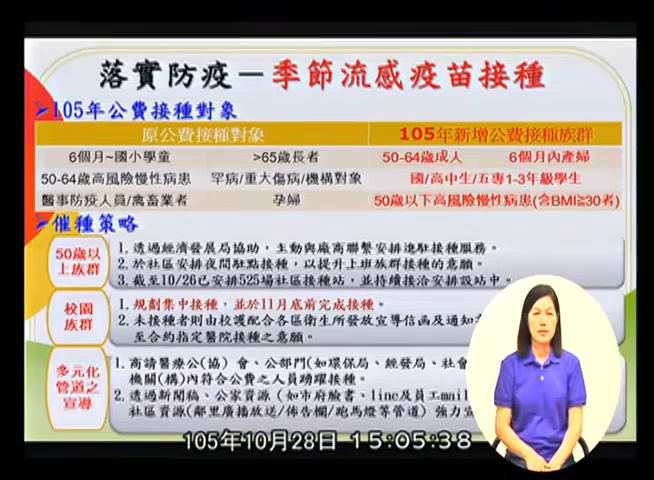 落實防疫－季節流感疫苗接種
➤105年公費接種對象
原公費接種對象 105年新增公費接種族群
6個月~國小學童 >65歲長者 50-64歲成人 6個月內產婦
50-64歲高風險慢性病患 罕病/重大傷病/機構對象 國/高中生/五專1-3年級學生
醫事防疫人員/禽畜業者 孕婦 50歲以下高風險慢性病患(含BMI≧30者)
➤催種策略
50歲以上族群
1. 透過經濟發展局協助，主動與廠商聯繫安排進駐接種服務。
2. 於社區安排夜間駐點接種，以提升上班族群接種的意願。
3. 截至10/26已安排525場社區接種站，並持續接洽安排設站中。
校園族群
1. 規劃集中接種，並於11月底前完成接種。
2. 未接種者則由校護配合各區衛生所發放宣導信函及通知
至合約指定醫院接種之意願。
多元化管道之宣導
1. 商請醫療公(協)會、公部門(如環保局、經發局、社會
機關(構)內符合公費之人員踴躍接種。
2. 透過新聞稿、公家資源(如市府臉書、line及員工email
社區資源(鄰里廣播放送/佈告欄/跑馬燈等管道)強力宣
105年10月28日 15:05:38